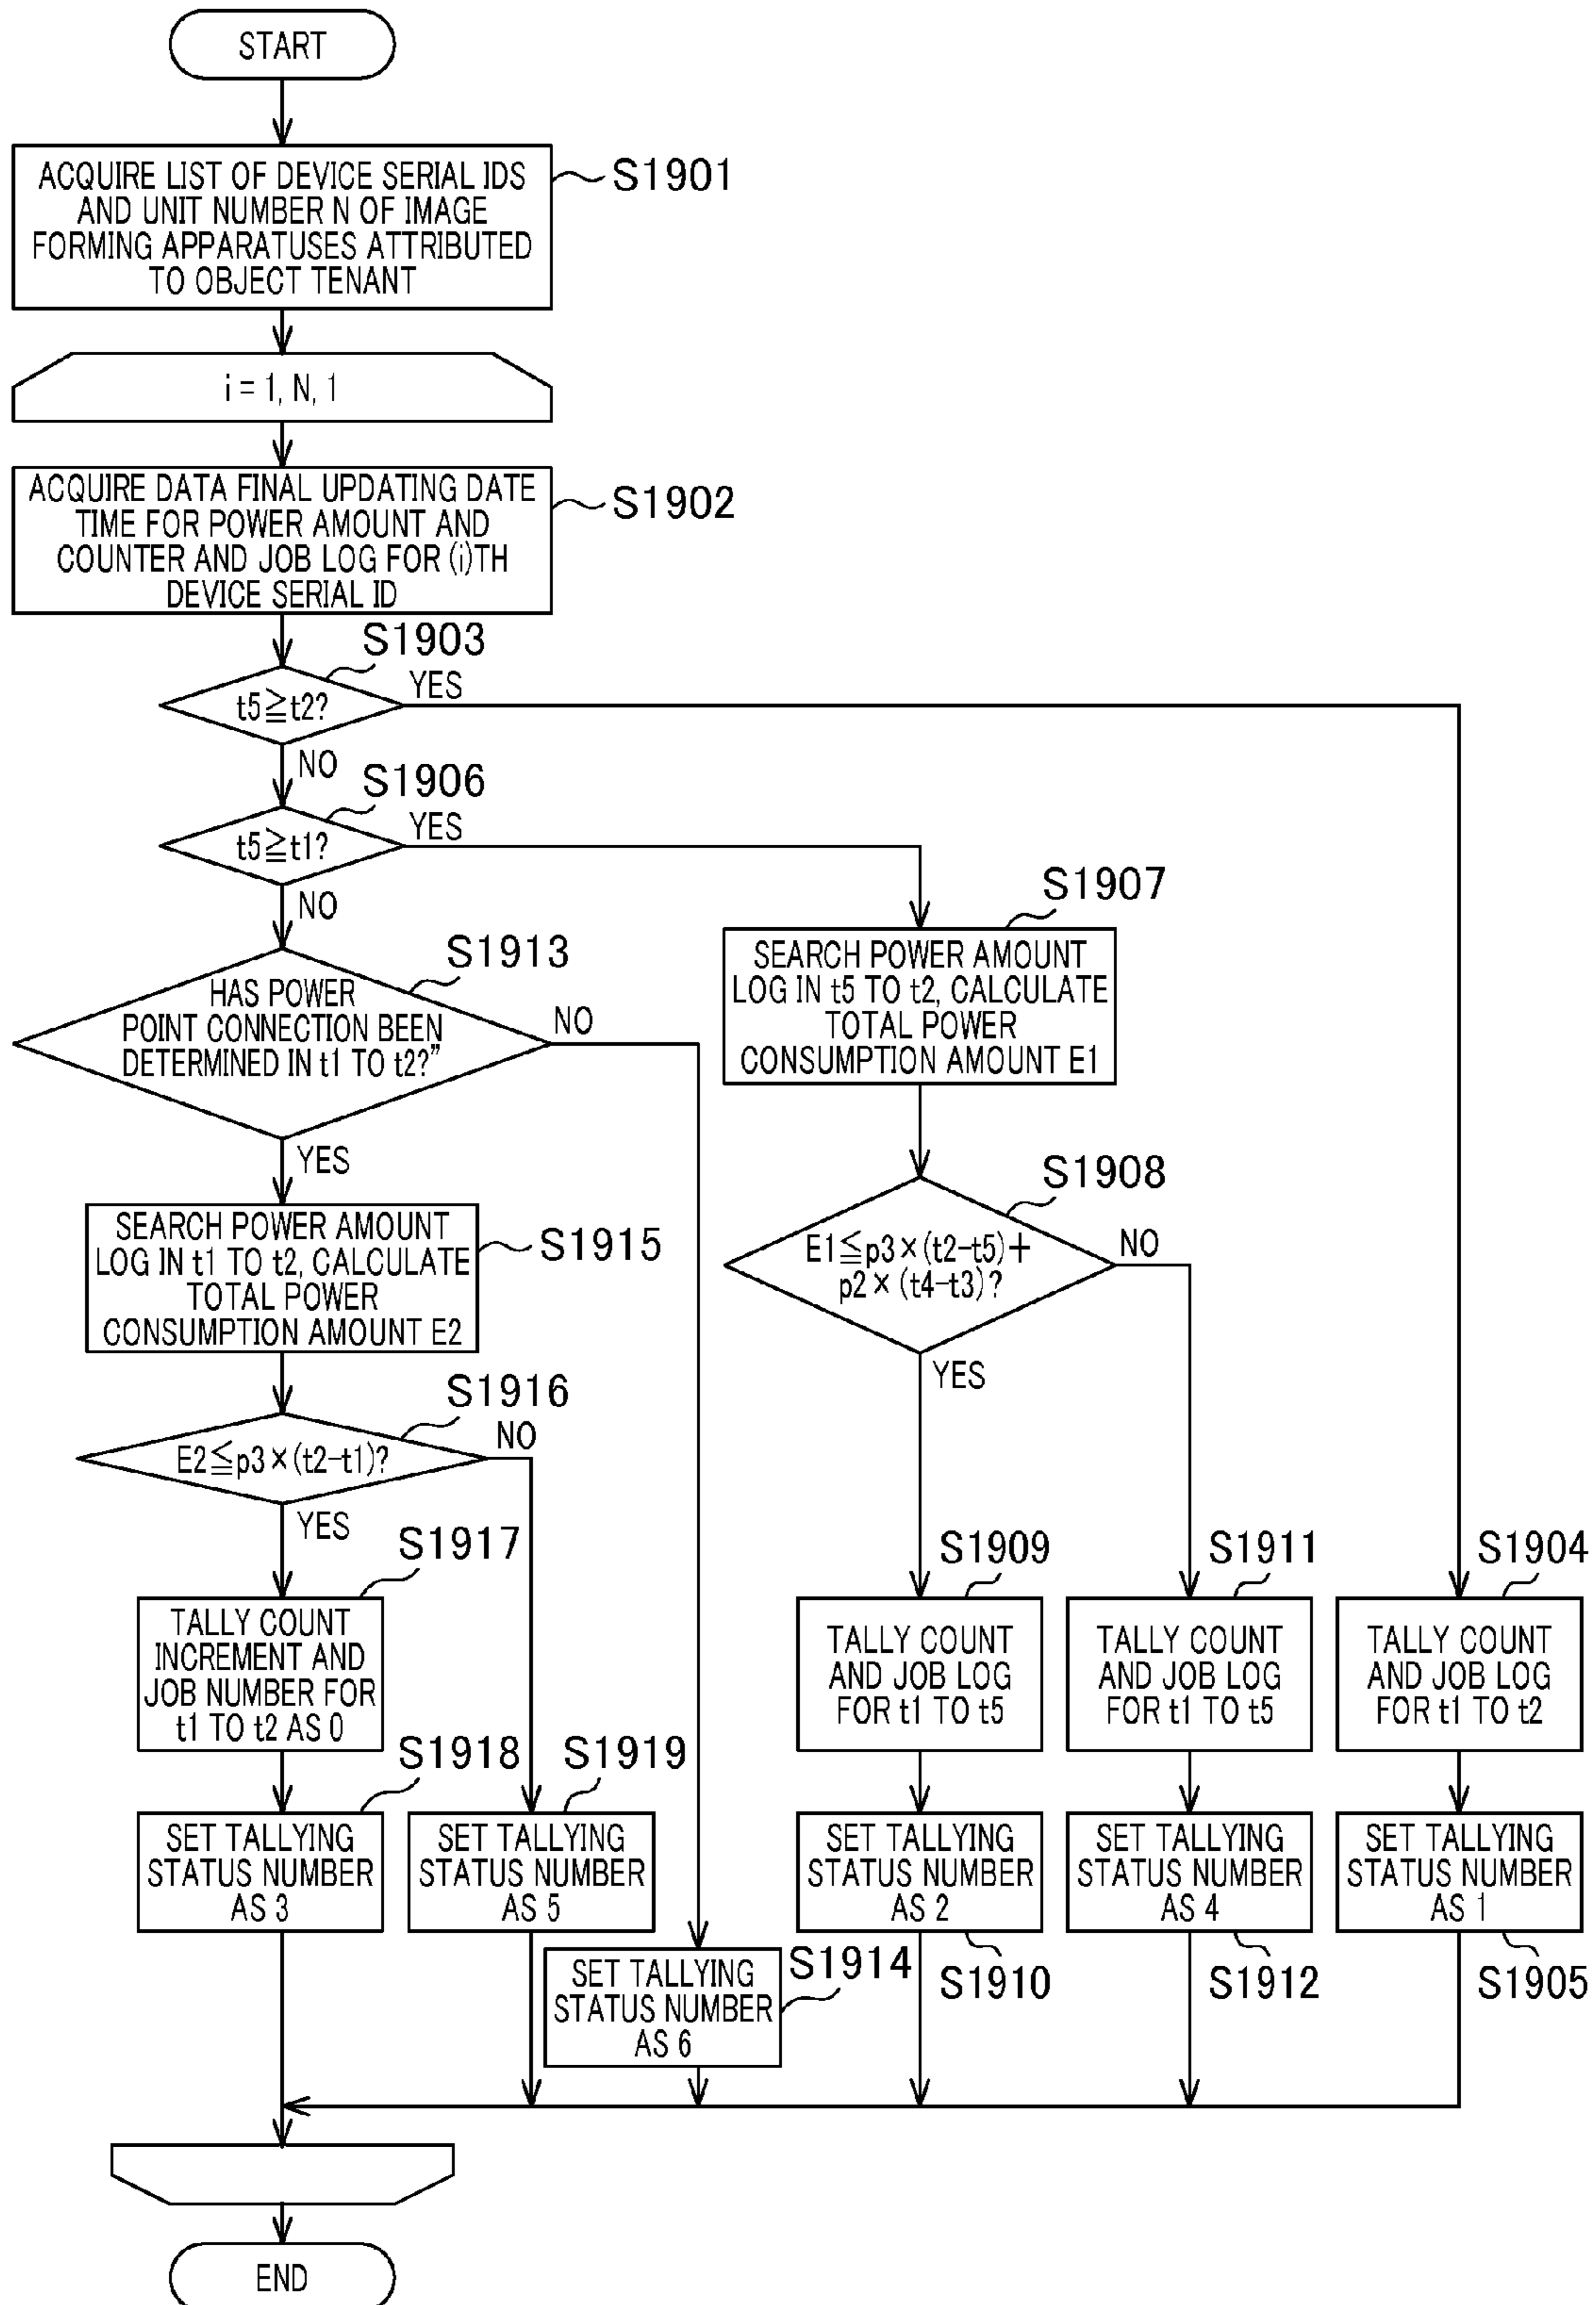 START
ACQUIRE LIST OF DEVICE SERIAL IDS
AND UNIT NUMBER N OF IMAGE
FORMING APPARATUSES ATTRIBUTED
TO OBJECT TENANT
S1901
i = 1, N, 1
ACQUIRE DATA FINAL UPDATING DATE
TIME FOR POWER AMOUNT AND
COUNTER AND JOB LOG FOR (i)TH
DEVICE SERIAL ID
S1902
S1903
t5≧t2?
YES
NO
S1906
t5≧t1?
YES
NO
S1913
HAS POWER
POINT CONNECTION BEEN
DETERMINED IN t1 TO t2?”
NO
YES
S1907
SEARCH POWER AMOUNT
LOG IN t5 TO t2, CALCULATE
TOTAL POWER
CONSUMPTION AMOUNT E1
S1908
E1≦p3×(t2-t5)+
p2×(t4-t3)?
NO
YES
SEARCH POWER AMOUNT
LOG IN t1 TO t2, CALCULATE
TOTAL POWER
CONSUMPTION AMOUNT E2
S1915
S1916
E2≦p3×(t2-t1)?
NO
YES
S1917
TALLY COUNT
INCREMENT AND
JOB NUMBER FOR
t1 TO t2 AS 0
S1909
TALLY COUNT
AND JOB LOG
FOR t1 TO t5
S1911
TALLY COUNT
AND JOB LOG
FOR t1 TO t5
S1904
TALLY COUNT
AND JOB LOG
FOR t1 TO t2
S1918
SET TALLYING
STATUS NUMBER
AS 3
S1919
SET TALLYING
STATUS NUMBER
AS 5
SET TALLYING
STATUS NUMBER
AS 6
S1914
SET TALLYING
STATUS NUMBER
AS 2
S1910
SET TALLYING
STATUS NUMBER
AS 4
S1912
SET TALLYING
STATUS NUMBER
AS 1
S1905
END